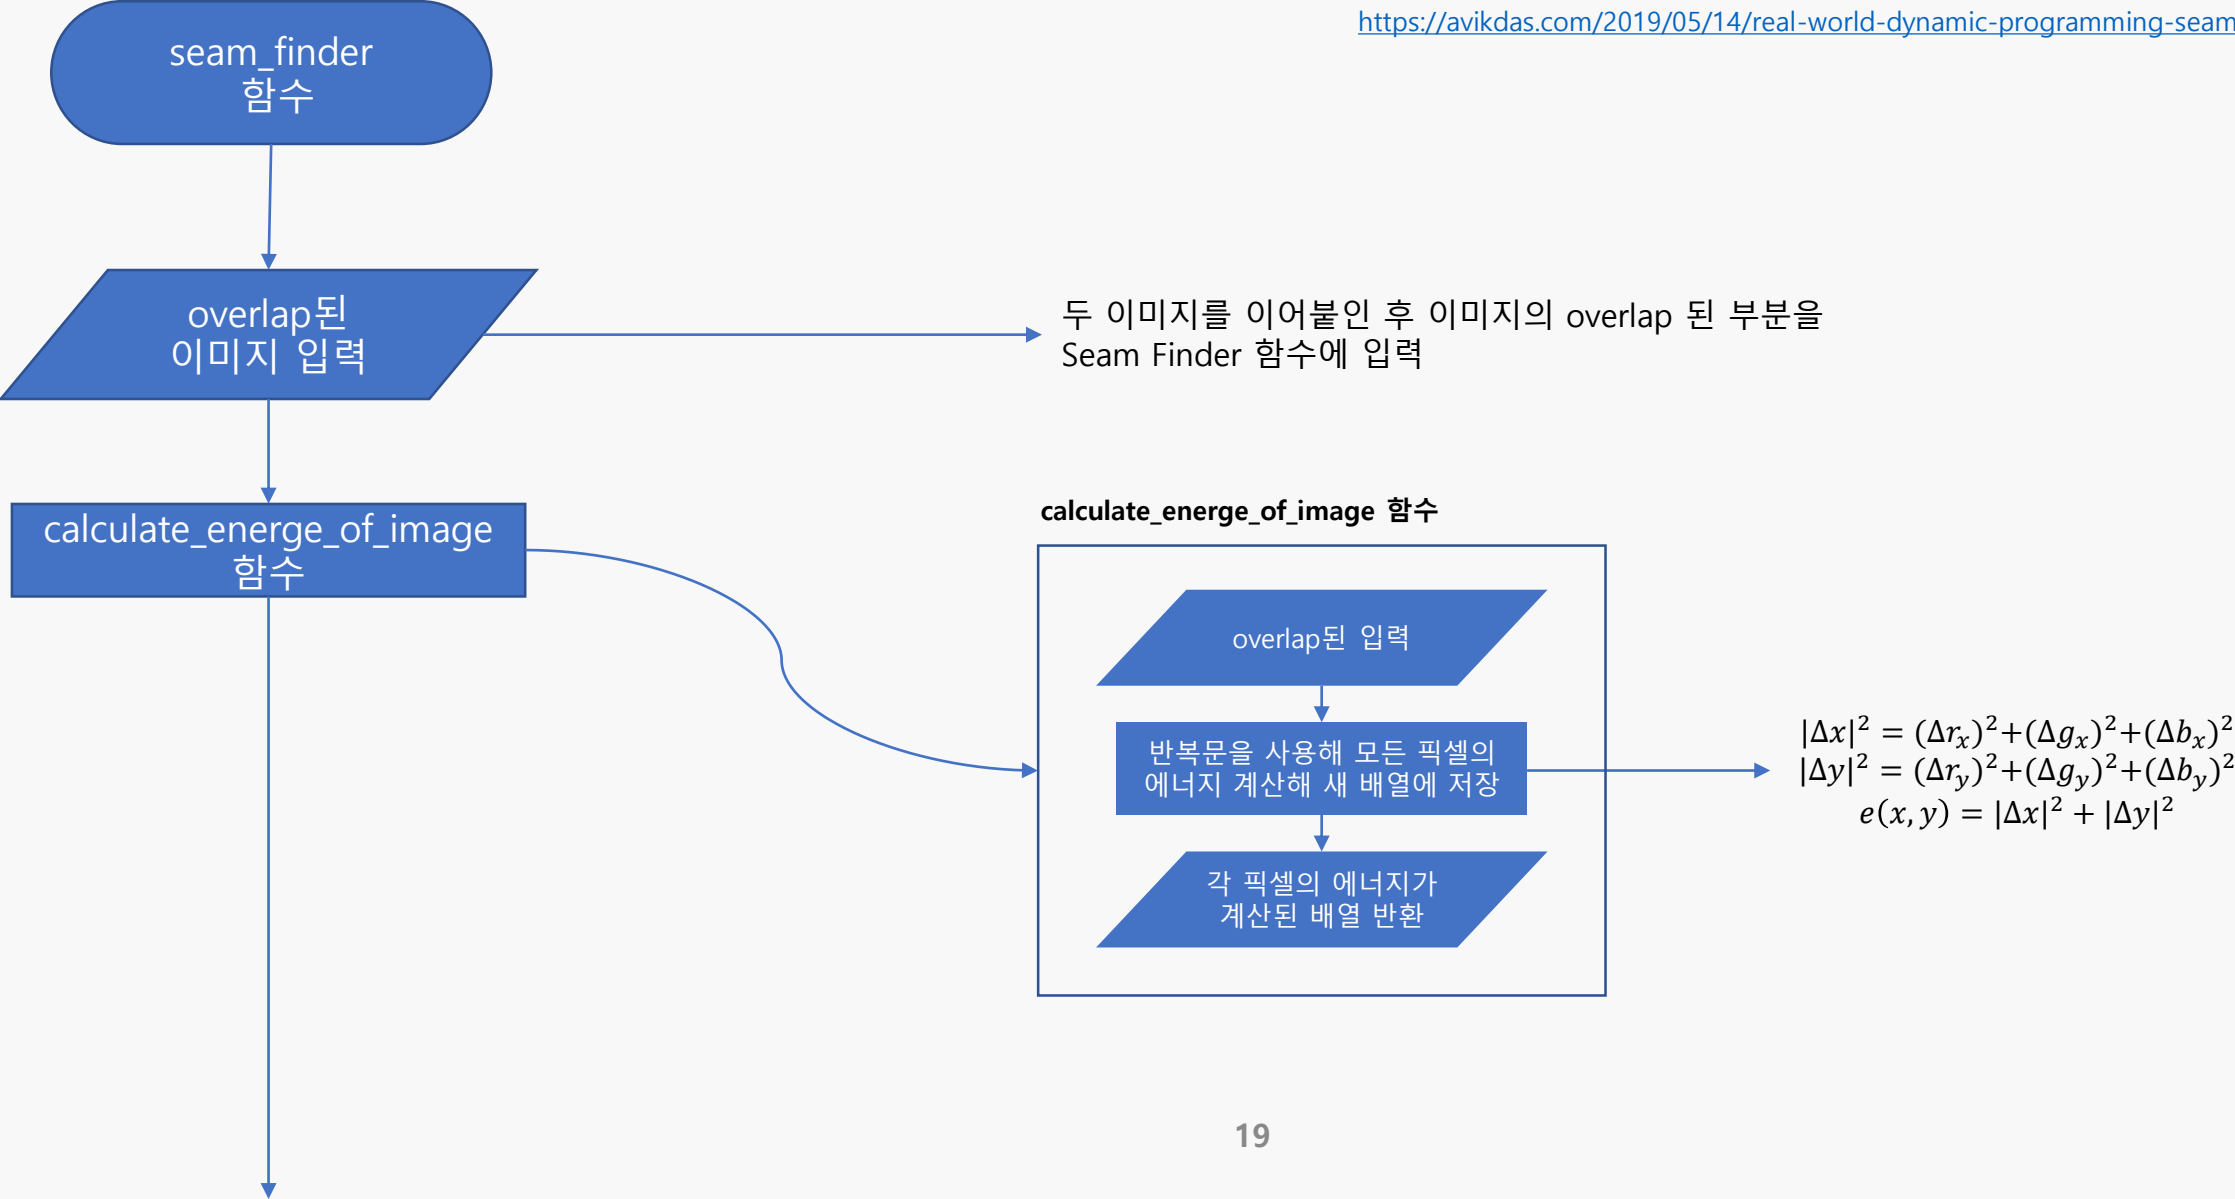 https://avikdas.com/2019/05/14/real-world-dynamic-programming-seam
seam_finder
함수
overlap된
이미지 입력
두 이미지를 이어붙인 후 이미지의 overlap 된 부분을
Seam Finder 함수에 입력
calculate_energe_of_image
함수
calculate_energe_of_image 함수
overlap된 입력
반복문을 사용해 모든 픽셀의
에너지 계산해 새 배열에 저장
각 픽셀의 에너지가
계산된 배열 반환
|Δx|² = (Δrₓ)²+(Δgₓ)²+(Δbₓ)²
|Δy|² = (Δr_y)²+(Δg_y)²+(Δb_y)²
e(x, y) = |Δx|² + |Δy|²
19